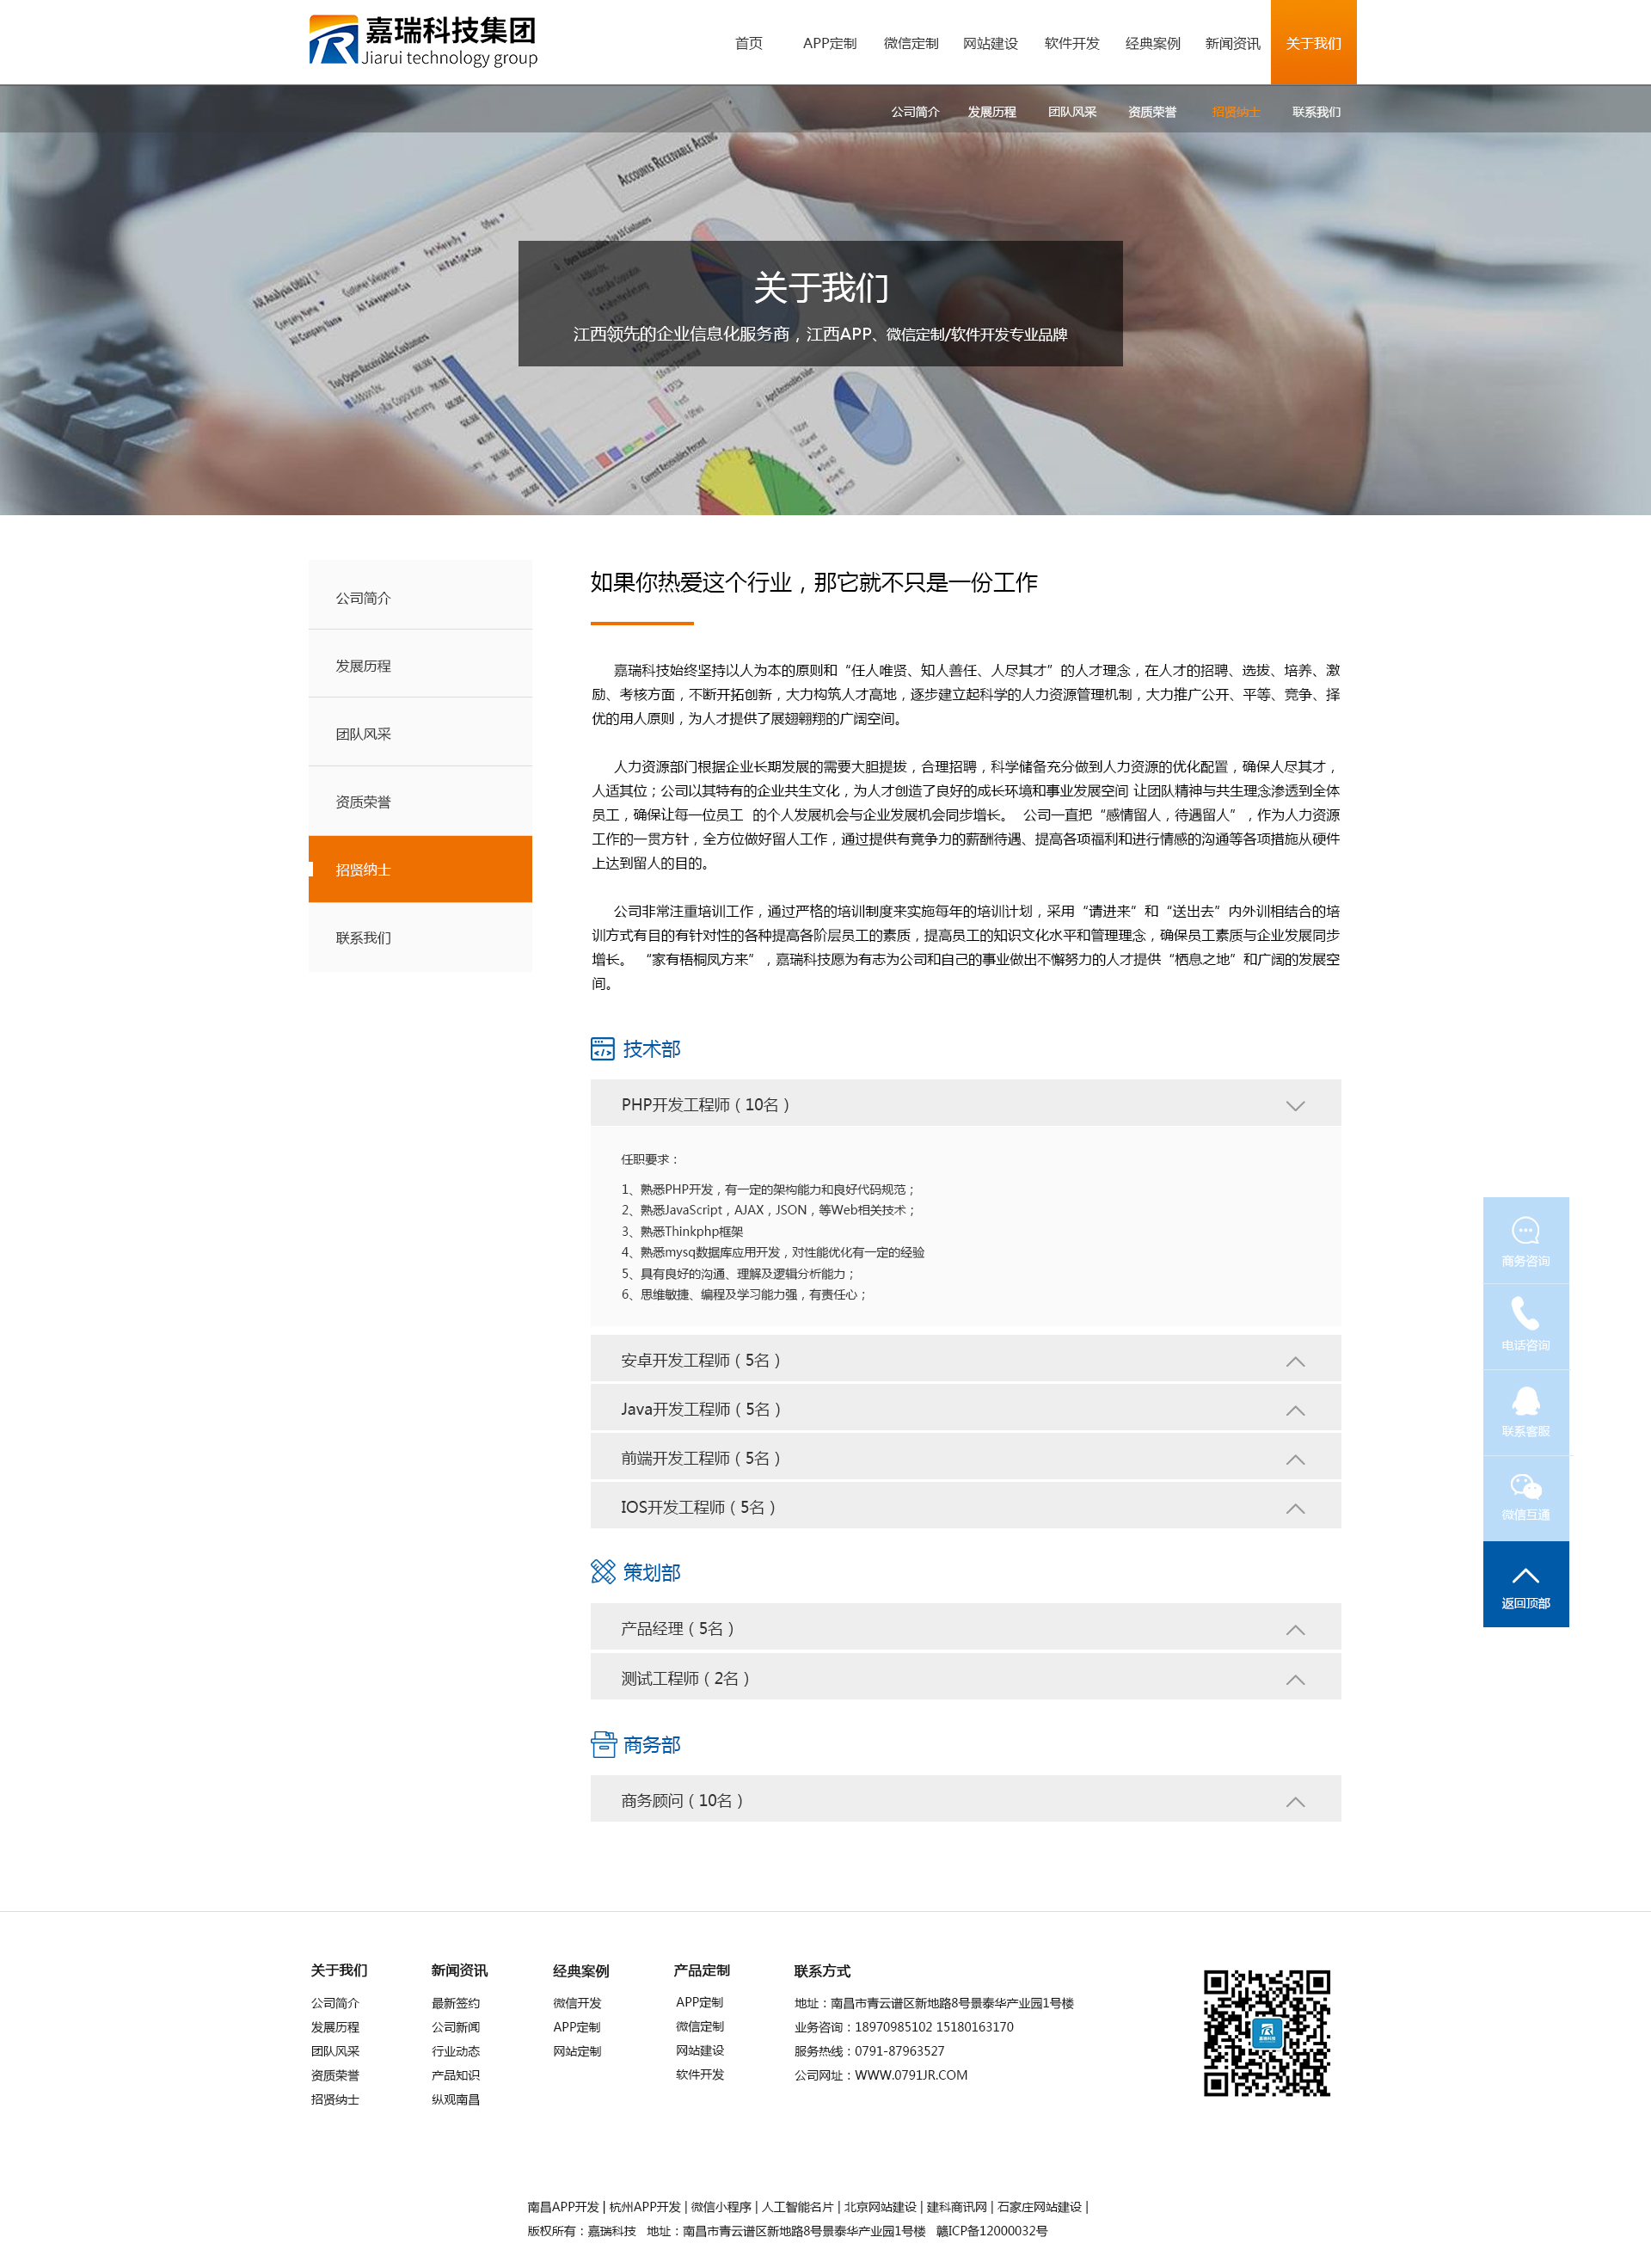 嘉瑞科技集团
Jiarui technology group
首页 APP定制 微信定制 网站建设 软件开发 经典案例 新闻资讯 关于我们
公司简介 发展历程 团队风采 资质荣誉 招贤纳士 联系我们
关于我们
江西领先的企业信息化服务商，江西APP、微信定制/软件开发专业品牌
公司简介
发展历程
团队风采
资质荣誉
招贤纳士
联系我们
如果你热爱这个行业，那它就不只是一份工作
嘉瑞科技始终坚持以人为本的原则和“任人唯贤、知人善任、人尽其才”的人才理念，在人才的招聘、选拔、培养、激
励、考核方面，不断开拓创新，大力构筑人才高地，逐步建立起科学的人力资源管理机制，大力推广公开、平等、竞争、择
优的用人原则，为人才提供了展翅翱翔的广阔空间。
人力资源部门根据企业长期发展的需要大胆提拔，合理招聘，科学储备充分做到人力资源的优化配置，确保人尽其才，
人适其位；公司以其特有的企业共生文化，为人才创造了良好的成长环境和事业发展空间 让团队精神与共生理念渗透到全体
员工，确保让每一位员工 的个人发展机会与企业发展机会同步增长。 公司一直把“感情留人，待遇留人”，作为人力资源
工作的一贯方针，全方位做好留人工作，通过提供有竟争力的薪酬待遇、提高各项福利和进行情感的沟通等各项措施从硬件
上达到留人的目的。
公司非常注重培训工作，通过严格的培训制度来实施每年的培训计划，采用“请进来”和“送出去”内外训相结合的培
训方式有目的有针对性的各种提高各阶层员工的素质，提高员工的知识文化水平和管理理念，确保员工素质与企业发展同步
增长。 “家有梧桐凤方来”，嘉瑞科技愿为有志为公司和自己的事业做出不懈努力的人才提供“栖息之地”和广阔的发展空
间。
技术部
PHP开发工程师（10名）
任职要求：
1、熟悉PHP开发，有一定的架构能力和良好代码规范；
2、熟悉JavaScript，AJAX，JSON，等Web相关技术；
3、熟悉Thinkphp框架
4、熟悉mysq数据库应用开发，对性能优化有一定的经验
5、具有良好的沟通、理解及逻辑分析能力；
6、思维敏捷、编程及学习能力强，有责任心；
安卓开发工程师（5名）
Java开发工程师（5名）
前端开发工程师（5名）
IOS开发工程师（5名）
策划部
产品经理（5名）
测试工程师（2名）
商务部
商务顾问（10名）
商务咨询
电话咨询
联系客服
微信互通
返回顶部
关于我们
公司简介
发展历程
团队风采
资质荣誉
招贤纳士
新闻资讯
最新签约
公司新闻
行业动态
产品知识
纵观南昌
经典案例
微信开发
APP定制
网站定制
产品定制
APP定制
微信定制
网站建设
软件开发
联系方式
地址：南昌市青云谱区新地路8号景泰华产业园1号楼
业务咨询：18970985102 15180163170
服务热线：0791-87963527
公司网址：WWW.0791JR.COM
南昌APP开发 | 杭州APP开发 | 微信小程序 | 人工智能名片 | 北京网站建设 | 建科商讯网 | 石家庄网站建设 |
版权所有：嘉瑞科技 地址：南昌市青云谱区新地路8号景泰华产业园1号楼 赣ICP备12000032号